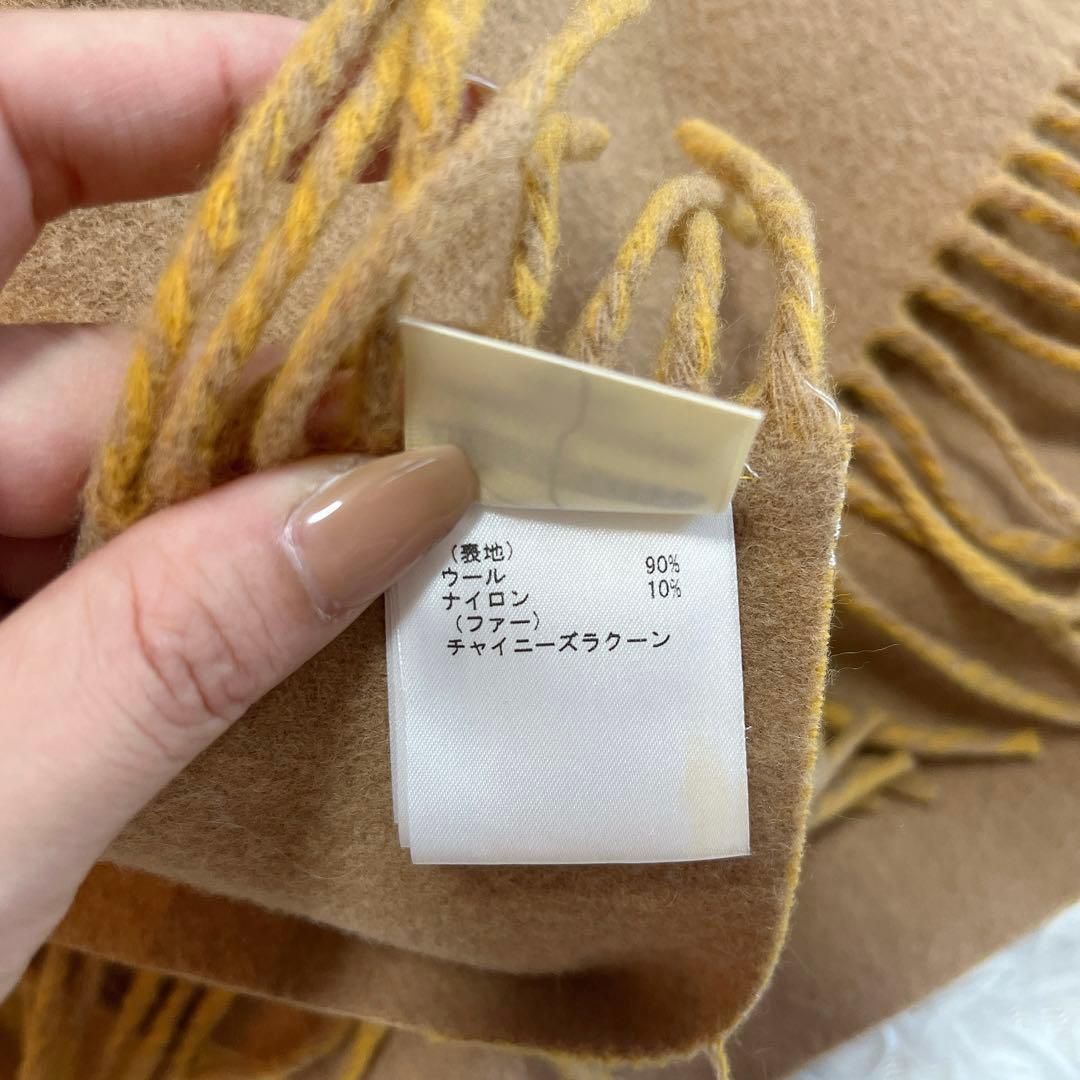 （表地）
ウール 90%
ナイロン 10%
（ファー）
チャイニーズラクーン